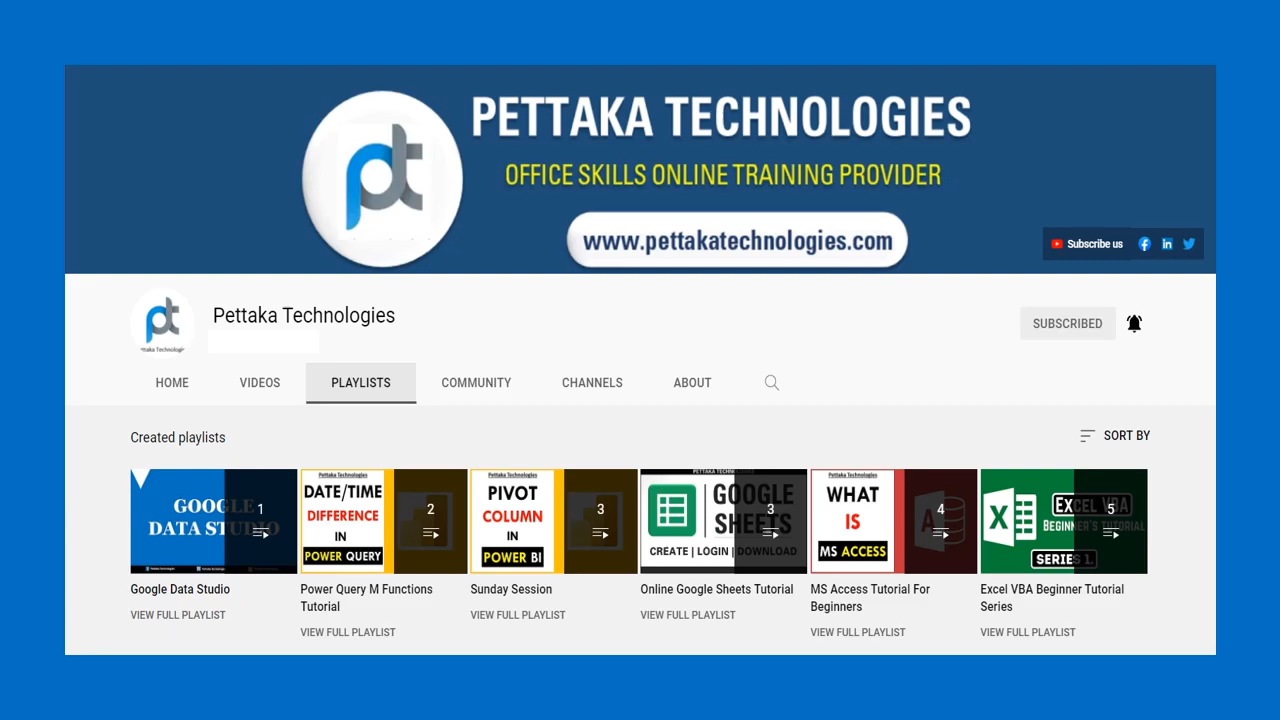 PETTAKA TECHNOLOGIES
OFFICE SKILLS ONLINE TRAINING PROVIDER
www.pettakatechnologies.com
Subscribe us
Pettaka Technologies
SUBSCRIBED
HOME VIDEOS PLAYLISTS COMMUNITY CHANNELS ABOUT
Created playlists
SORT BY
GOOGLE
DATA STUDIO
1
Google Data Studio
VIEW FULL PLAYLIST
Pettaka Technologies
DATE/TIME
DIFFERENCE
IN
POWER QUERY
2
Power Query M Functions
Tutorial
VIEW FULL PLAYLIST
Pettaka Technologies
PIVOT
COLUMN
IN
POWER BI
3
Sunday Session
VIEW FULL PLAYLIST
PETTAKA TECHNOLOGIES
GOOGLE
SHEETS
CREATE | LOGIN | DOWNLOAD
3
Online Google Sheets Tutorial
VIEW FULL PLAYLIST
Pettaka Technologies
WHAT
IS
MS ACCESS
4
MS Access Tutorial For
Beginners
VIEW FULL PLAYLIST
EXCEL VBA
BEGINNER'S TUTORIAL
SERIES 1.
5
Excel VBA Beginner Tutorial
Series
VIEW FULL PLAYLIST